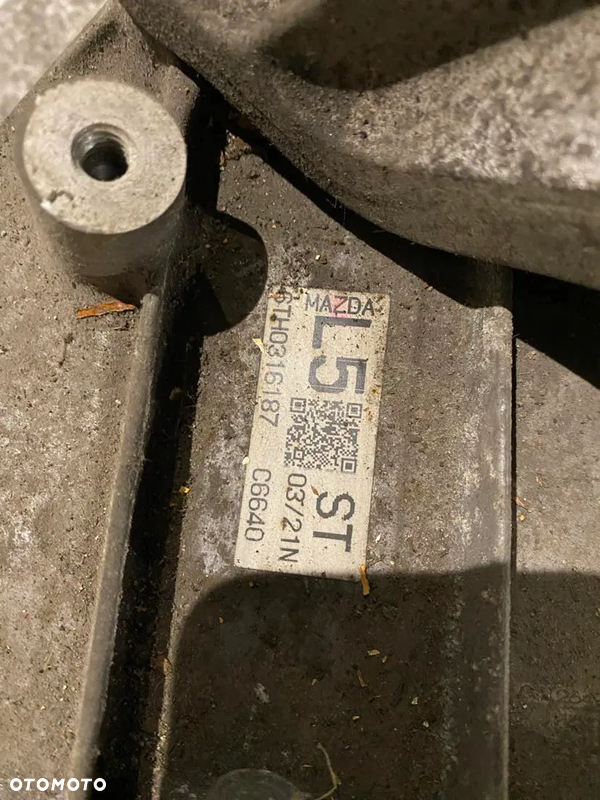 MAZDA
L5 ST
03/21N
6TH0316187 C6640
OTOMOTO